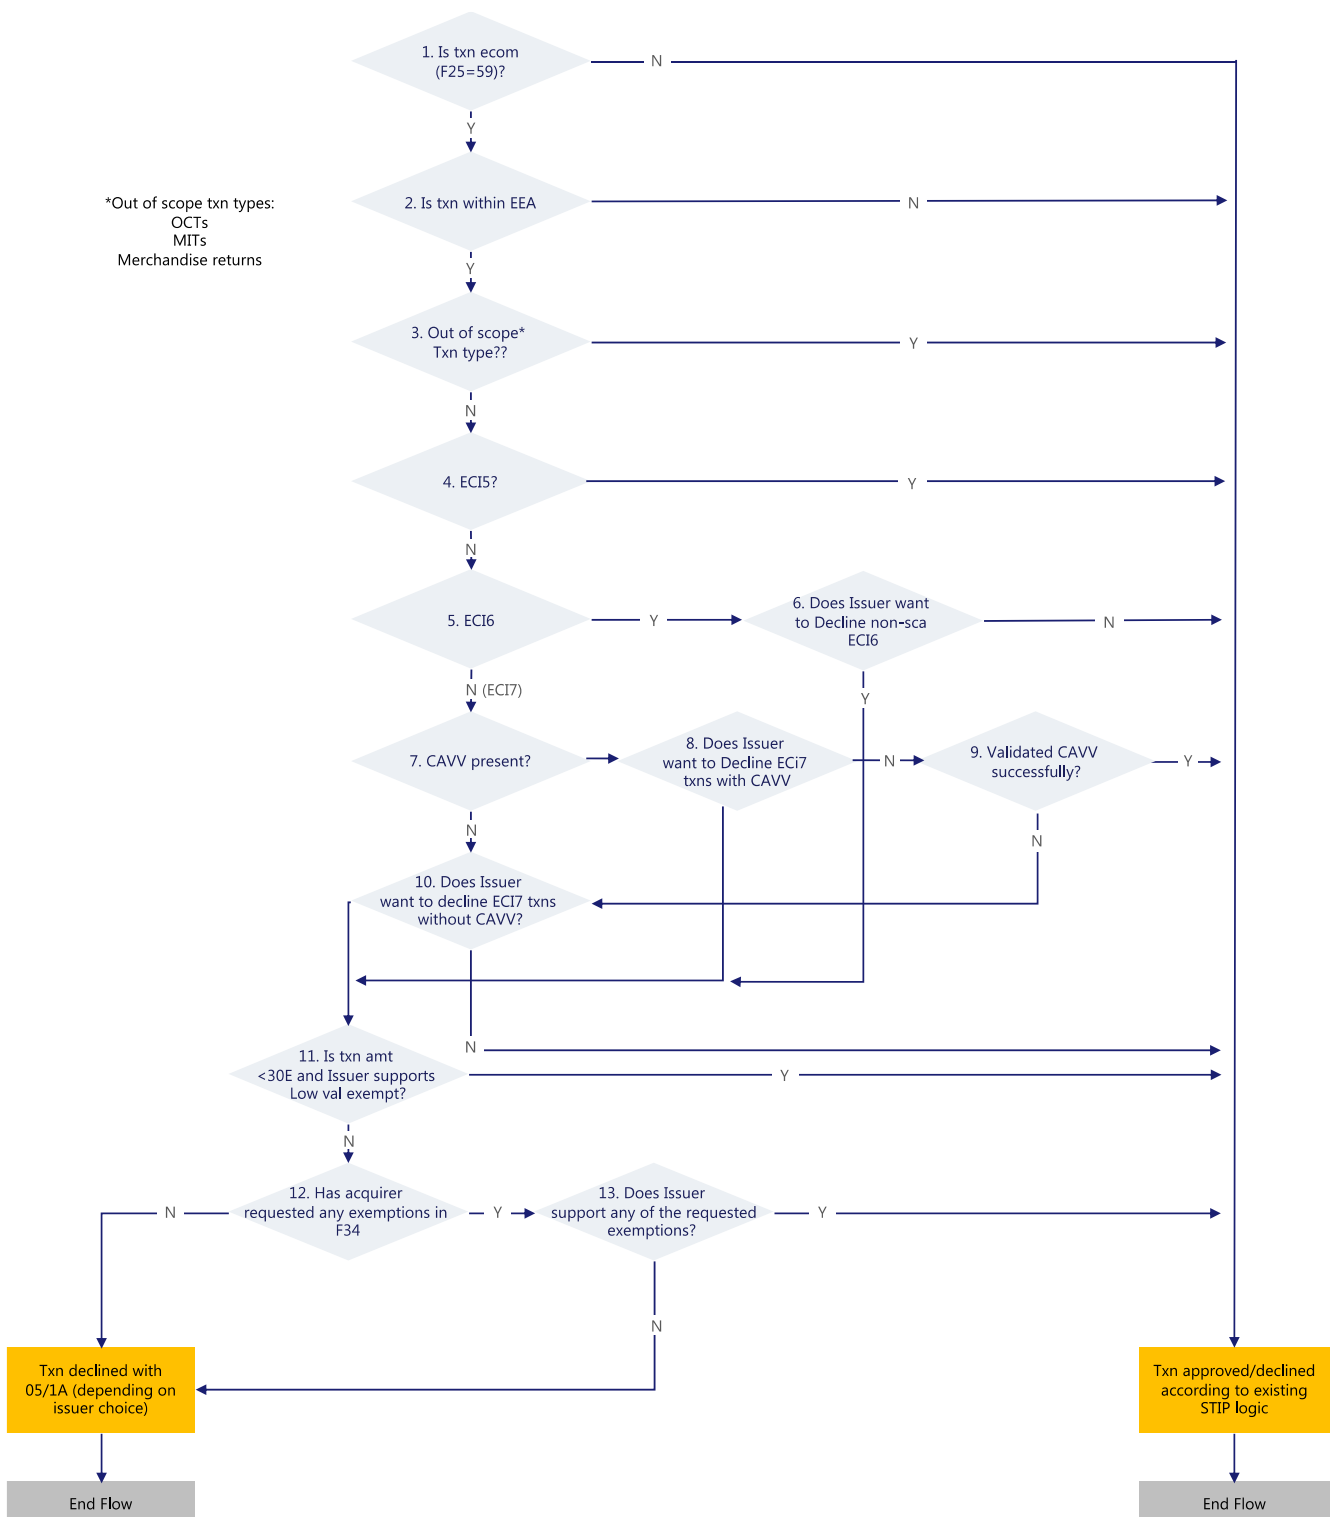 1. Is txn ecom
(F25=59)?
N
Y
2. Is txn within EEA
N
*Out of scope txn types:
OCTs
MITs
Merchandise returns
Y
3. Out of scope*
Txn type??
Y
N
4. ECI5?
Y
N
5. ECI6
Y
6. Does Issuer want
to Decline non-sca
ECI6
N
N (ECI7)
Y
7. CAVV present?
8. Does Issuer
want to Decline ECi7
txns with CAVV
N
9. Validated CAVV
successfully?
Y
N
N
10. Does Issuer
want to decline ECI7 txns
without CAVV?
N
11. Is txn amt
<30E and Issuer supports
Low val exempt?
Y
N
N
12. Has acquirer
requested any exemptions in
F34
Y
13. Does Issuer
support any of the requested
exemptions?
Y
N
Txn declined with
05/1A (depending on
issuer choice)
Txn approved/declined
according to existing
STIP logic
End Flow
End Flow